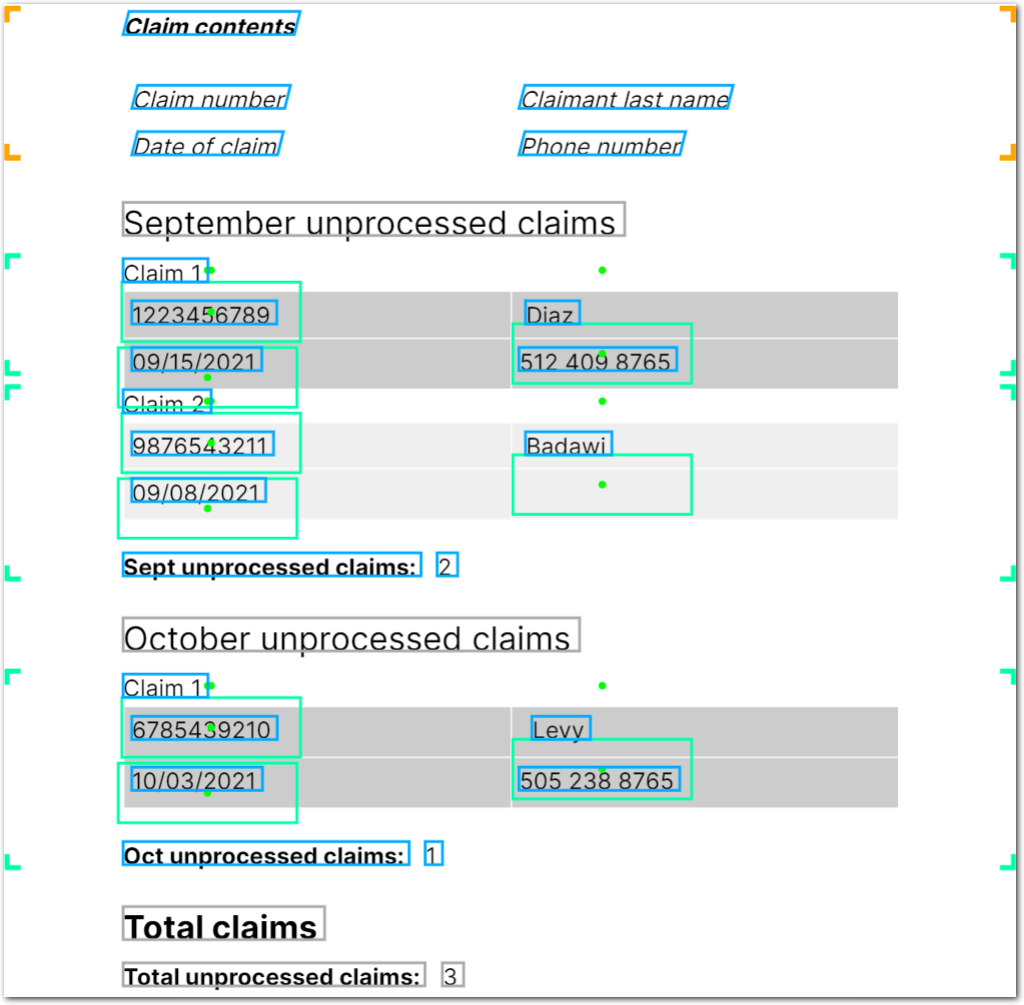 Claim contents
Claim number Claimant last name
Date of claim Phone number
September unprocessed claims
Claim 1
1223456789 Diaz
09/15/2021 512 409 8765
Claim 2
9876543211 Badawi
09/08/2021
Sept unprocessed claims: 2
October unprocessed claims
Claim 1
6785439210 Levy
10/03/2021 505 238 8765
Oct unprocessed claims: 1
Total claims
Total unprocessed claims: 3